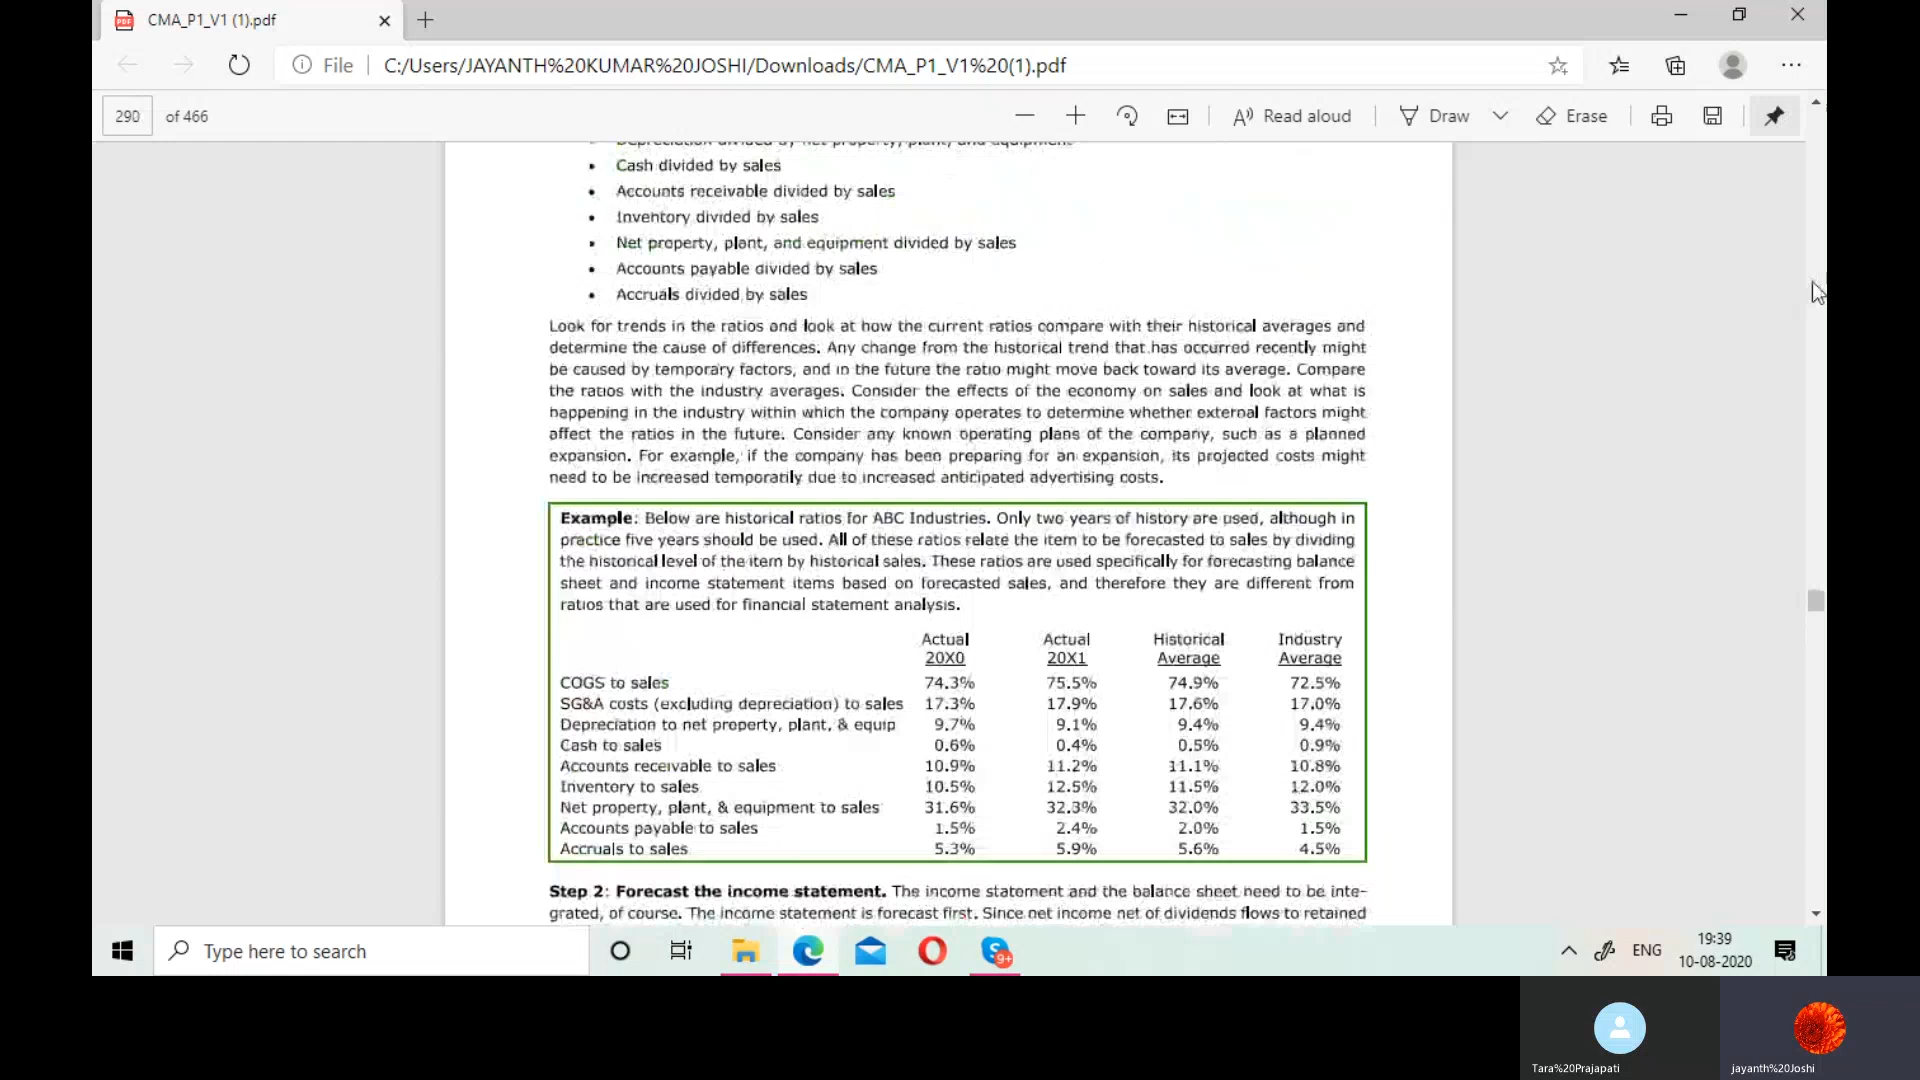 CMA_P1_V1 (1).pdf
File C:/Users/JAYANTH%20KUMAR%20JOSHI/Downloads/CMA_P1_V1%20(1).pdf
290 of 466 Read aloud Draw Erase
Depreciation divided by net property, plant, and equipment
• Cash divided by sales
• Accounts receivable divided by sales
• Inventory divided by sales
• Net property, plant, and equipment divided by sales
• Accounts payable divided by sales
• Accruals divided by sales
Look for trends in the ratios and look at how the current ratios compare with their historical averages and
determine the cause of differences. Any change from the historical trend that has occurred recently might
be caused by temporary factors, and in the future the ratio might move back toward its average. Compare
the ratios with the industry averages. Consider the effects of the economy on sales and look at what is
happening in the industry within which the company operates to determine whether external factors might
affect the ratios in the future. Consider any known operating plans of the company, such as a planned
expansion. For example, if the company has been preparing for an expansion, its projected costs might
need to be increased temporarily due to increased anticipated advertising costs.
Example: Below are historical ratios for ABC Industries. Only two years of history are used, although in
practice five years should be used. All of these ratios relate the item to be forecasted to sales by dividing
the historical level of the item by historical sales. These ratios are used specifically for forecasting balance
sheet and income statement items based on forecasted sales, and therefore they are different from
ratios that are used for financial statement analysis.
Actual Actual Historical Industry
20X0 20X1 Average Average
COGS to sales 74.3% 75.5% 74.9% 72.5%
SG&A costs (excluding depreciation) to sales 17.3% 17.9% 17.6% 17.0%
Depreciation to net property, plant, & equip 9.7% 9.1% 9.4% 9.4%
Cash to sales 0.6% 0.4% 0.5% 0.9%
Accounts receivable to sales 10.9% 11.2% 11.1% 10.8%
Inventory to sales 10.5% 12.5% 11.5% 12.0%
Net property, plant, & equipment to sales 31.6% 32.3% 32.0% 33.5%
Accounts payable to sales 1.5% 2.4% 2.0% 1.5%
Accruals to sales 5.3% 5.9% 5.6% 4.5%
Step 2: Forecast the income statement. The income statement and the balance sheet need to be inte-
grated, of course. The income statement is forecast first. Since net income net of dividends flows to retained
Type here to search 9+ ENG 19:39
10-08-2020
Tara%20Prajapati jayanth%20Joshi